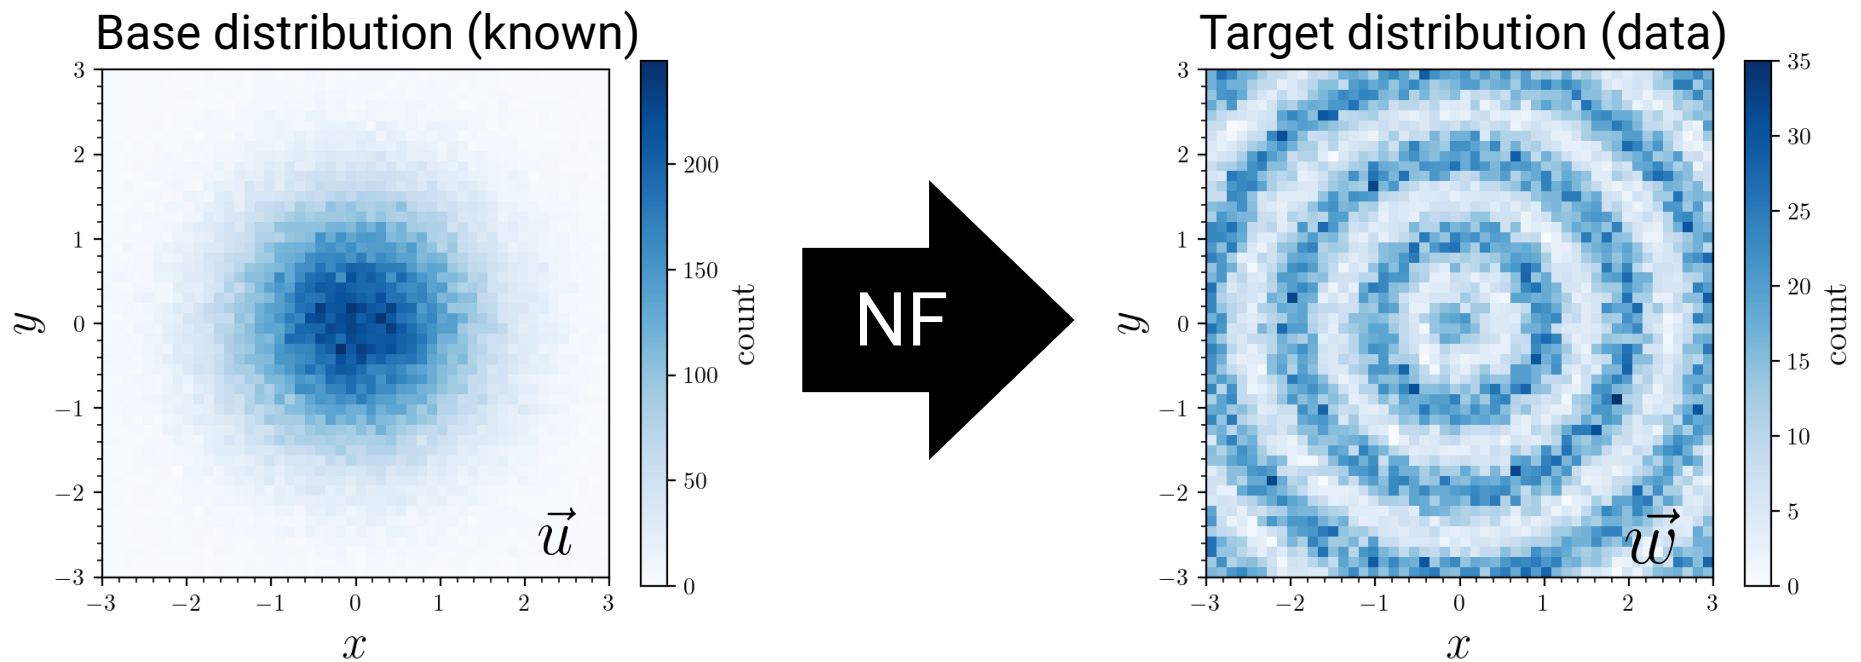 Base distribution (known)
3
2
1
0
−1
−2
−3
−3 −2 −1 0 1 2 3
x
y
u⃗
200
150
100
50
0
count
NF
Target distribution (data)
3
2
1
0
−1
−2
−3
−3 −2 −1 0 1 2 3
x
y
w⃗
35
30
25
20
15
10
5
0
count